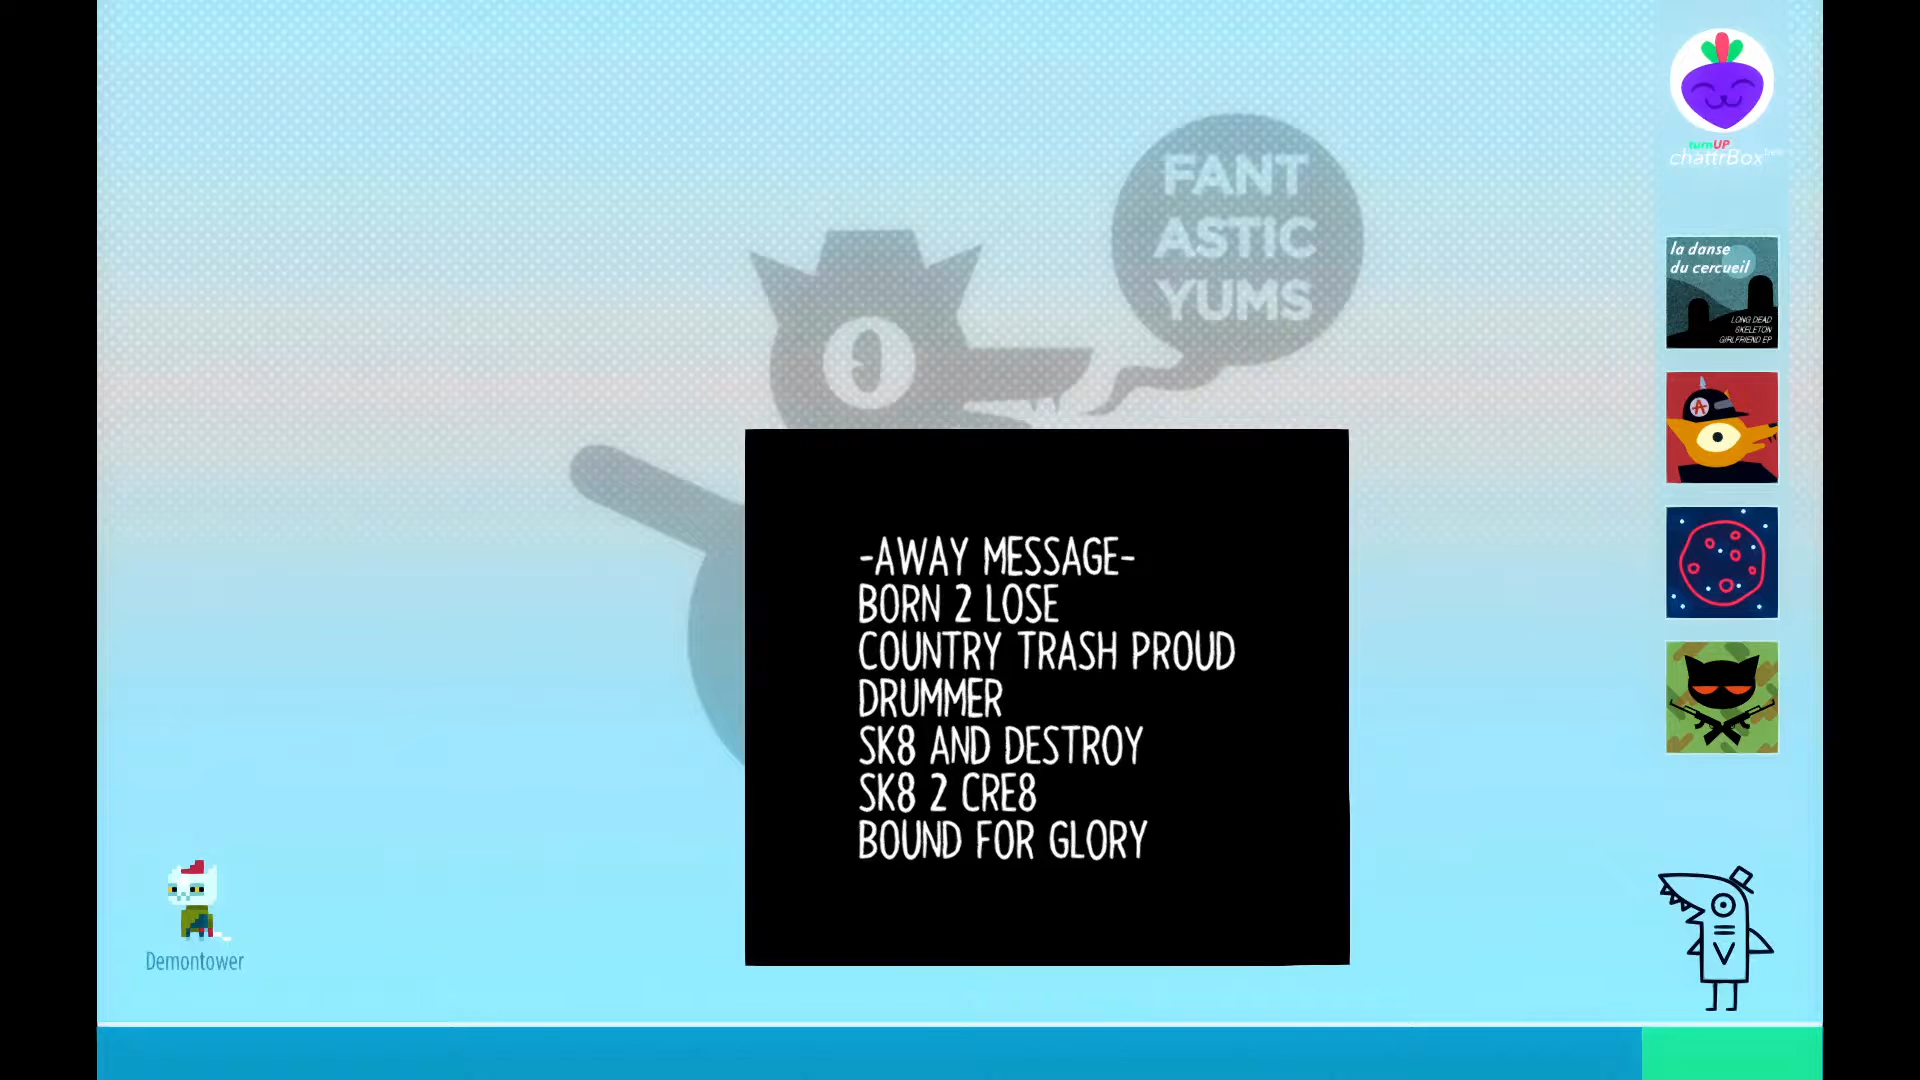 FANT
ASTIC
YUMS
turnUP
chattrBox
la danse
du cercueil
LONG DEAD
SKELETON
GIRLFRIEND EP
A
-AWAY MESSAGE-
BORN 2 LOSE
COUNTRY TRASH PROUD
DRUMMER
SK8 AND DESTROY
SK8 2 CRE8
BOUND FOR GLORY
Demontower